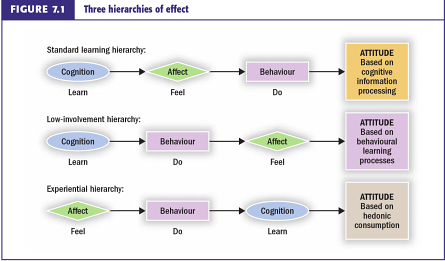 FIGURE 7.1 Three hierarchies of effect
Standard learning hierarchy:
Cognition Affect Behaviour
Learn Feel Do
ATTITUDE
Based on
cognitive
information
processing
Low-involvement hierarchy:
Cognition Behaviour Affect
Learn Do Feel
ATTITUDE
Based on
behavioural
learning
processes
Experiential hierarchy:
Affect Behaviour Cognition
Feel Do Learn
ATTITUDE
Based on
hedonic
consumption